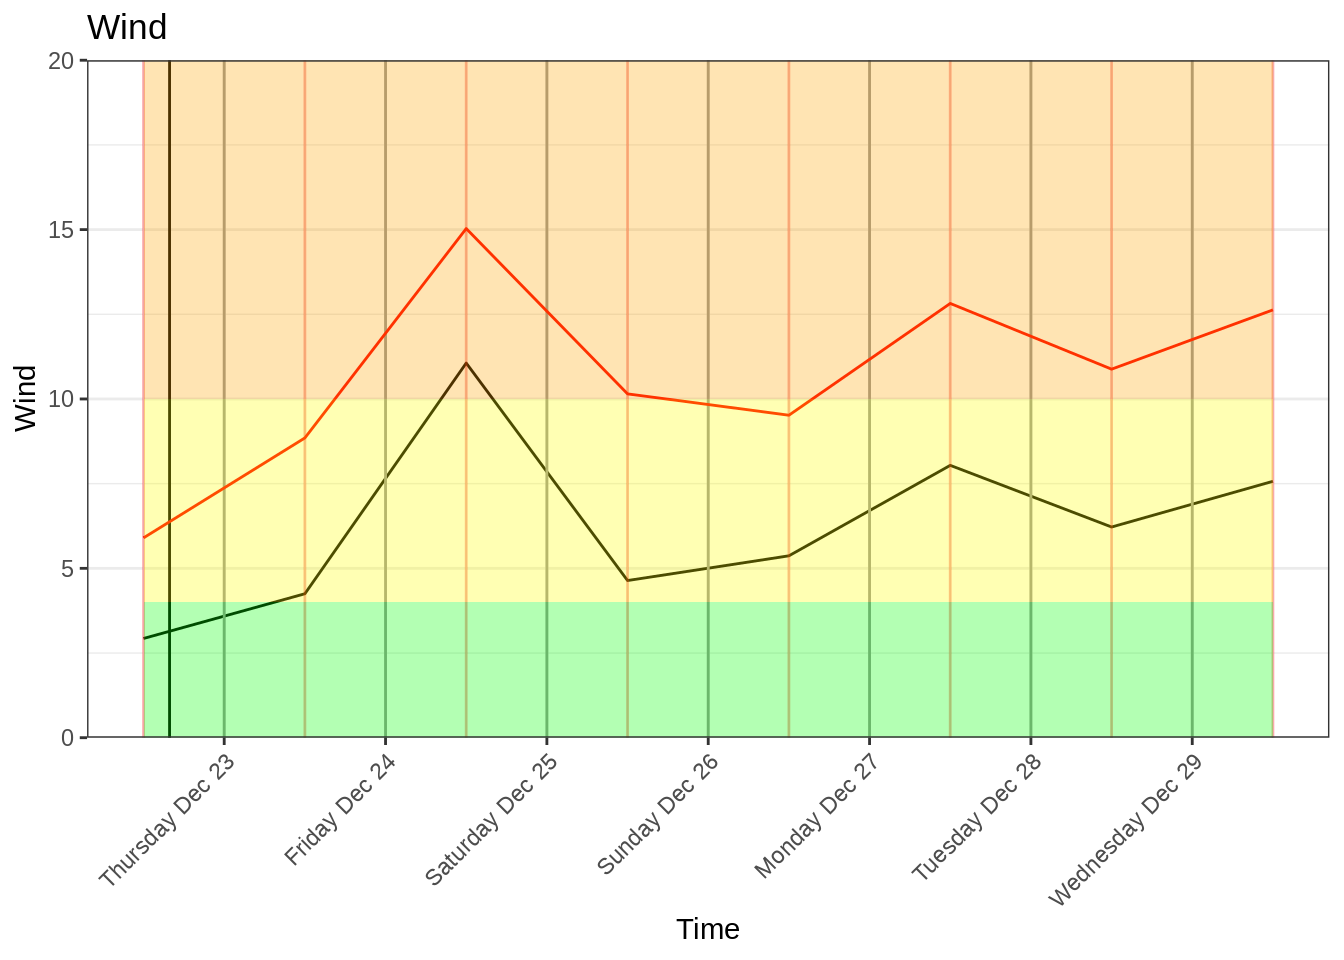 Wind
20
15
10
5
0
Wind
Thursday Dec 23
Friday Dec 24
Saturday Dec 25
Sunday Dec 26
Monday Dec 27
Tuesday Dec 28
Wednesday Dec 29
Time